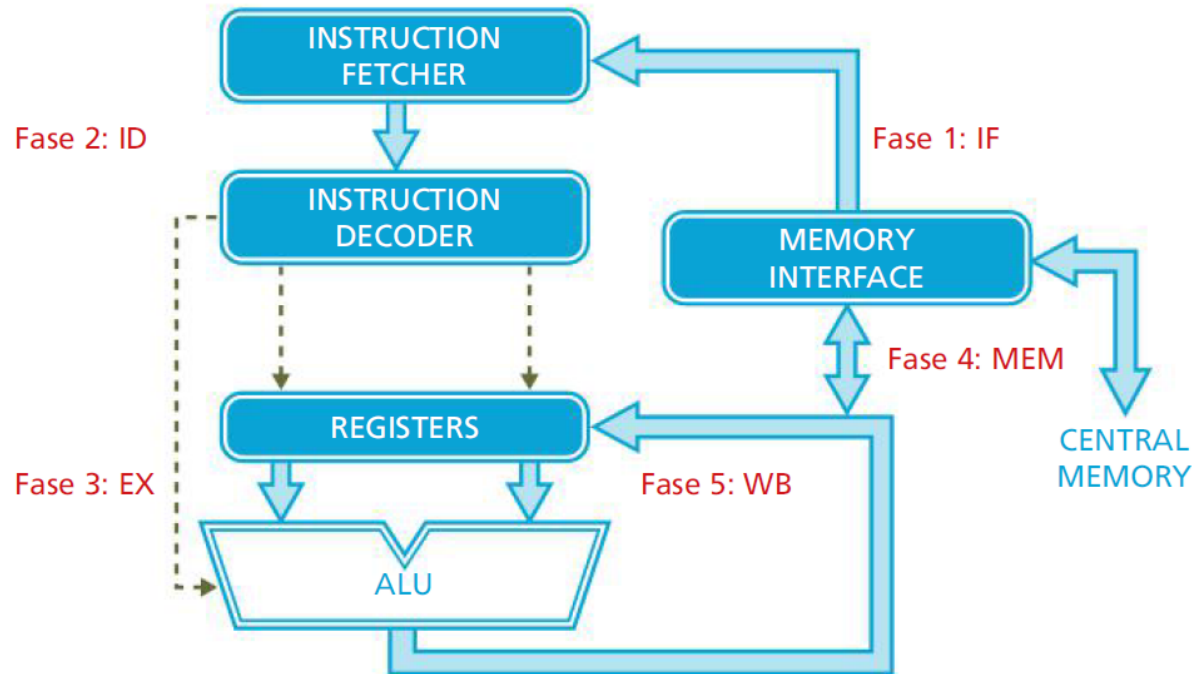 INSTRUCTION
FETCHER
Fase 2: ID
Fase 1: IF
INSTRUCTION
DECODER
MEMORY
INTERFACE
Fase 4: MEM
REGISTERS
CENTRAL
MEMORY
Fase 3: EX
Fase 5: WB
ALU